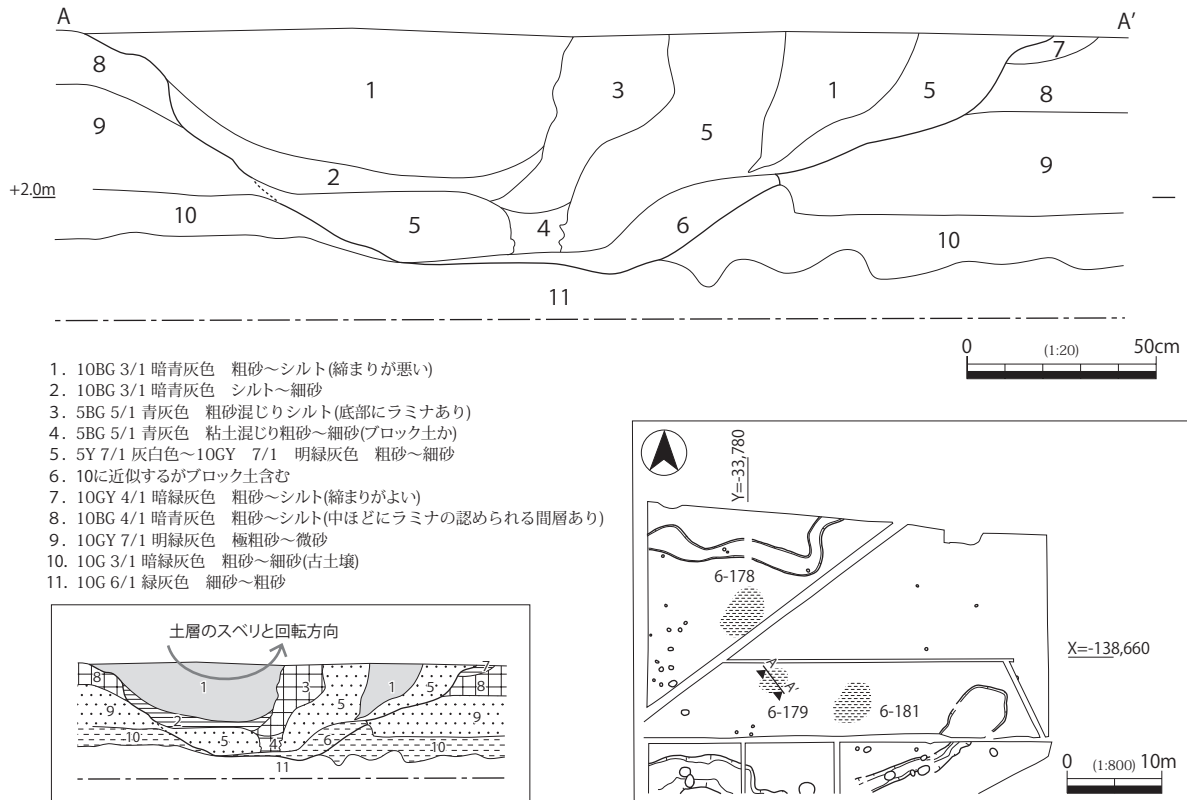 A
A'
8
1
3
1
5
7
8
9
5
9
+2.0m
2
10
5
4
6
10
11
0
(1:20)
50cm
1. 10BG 3/1 暗青灰色　粗砂～シルト(締まりが悪い)
2. 10BG 3/1 暗青灰色　シルト～細砂
3. 5BG 5/1 青灰色　粗砂混じりシルト(底部にラミナあり)
4. 5BG 5/1 青灰色　粘土混じり粗砂～細砂(ブロック土か)
5. 5Y 7/1 灰白色～10GY　7/1　明緑灰色　粗砂～細砂
6. 10に近似するがブロック土含む
7. 10GY 4/1 暗緑灰色　粗砂～シルト(締まりがよい)
8. 10BG 4/1 暗青灰色　粗砂～シルト(中ほどにラミナの認められる間層あり)
9. 10GY 7/1 明緑灰色　極粗砂～微砂
10. 10G 3/1 暗緑灰色　粗砂～細砂(古土壌)
11. 10G 6/1 緑灰色　細砂～粗砂
土層のスベリと回転方向
8
1
3
1
5
7
8
9
2
5
9
10
5
4
6
10
11
Y=-33,780
6-178
X=-138,660
A
A'
6-179
6-181
0
(1:800)
10m